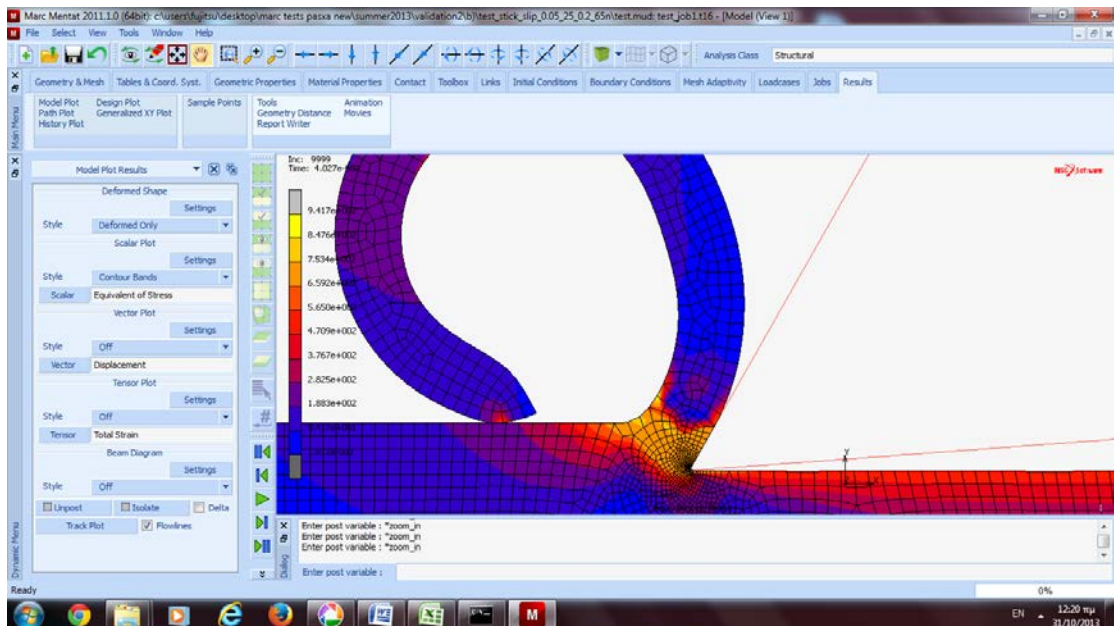 Marc Mentat 2011.1.0 (64bit): c:\users\fujitsu\desktop\marc tests pasxa new\summer2013\validation2\b)\test_stick_slip_0.05_25_0.2_65n\test.mud: test_job1.t16 - [Model (View 1)]
File Select View Tools Window Help
Analysis Class Structural
Geometry & Mesh Tables & Coord. Syst. Geometric Properties Material Properties Contact Toolbox Links Initial Conditions Boundary Conditions Mesh Adaptivity Loadcases Jobs Results
Main Menu
Model Plot Design Plot Sample Points Tools Animation
Path Plot Generalized XY Plot Geometry Distance Movies
History Plot Report Writer
Model Plot Results
Deformed Shape
Settings
Style Deformed Only
Scalar Plot
Settings
Style Contour Bands
Scalar Equivalent of Stress
Vector Plot
Settings
Style Off
Vector Displacement
Tensor Plot
Settings
Style Off
Tensor Total Strain
Beam Diagram
Settings
Style Off
Unpost Isolate Delta
Track Plot Flowlines
Dynamic Menu
Inc: 9999
Time: 4.027e-
9.417e+002
8.476e+002
7.534e+002
6.592e+002
5.650e+002
4.709e+002
3.767e+002
2.825e+002
1.883e+002
MSC Software
Y
X
1
Enter post variable : *zoom_in
Enter post variable : *zoom_in
Enter post variable : *zoom_in
Dialog
Enter post variable :
Ready
0%
EN
12:20 πμ
31/10/2013